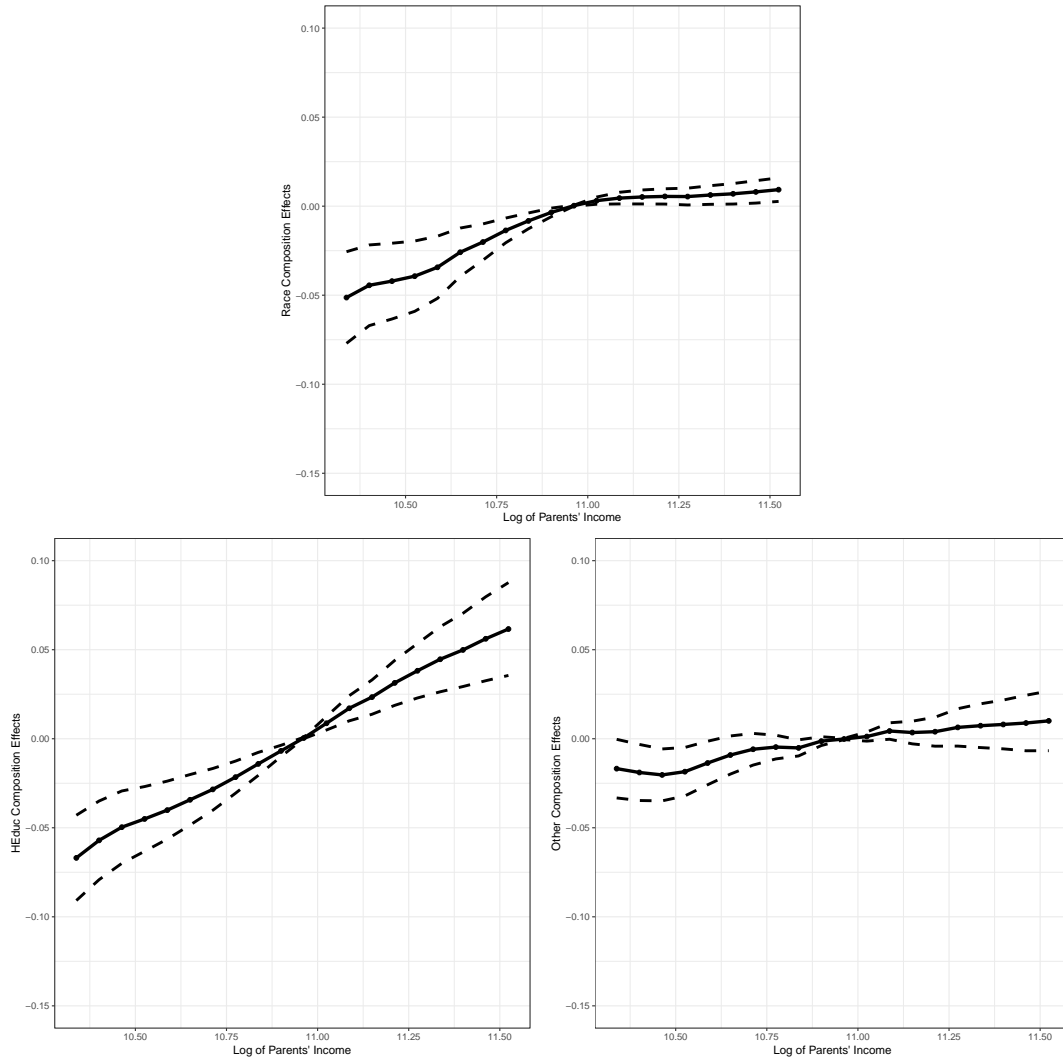 0.10
0.05
0.00
−0.05
−0.10
−0.15
Race Composition Effects
10.50 10.75 11.00 11.25 11.50
Log of Parents' Income
0.10
0.05
0.00
−0.05
−0.10
−0.15
HEduc Composition Effects
10.50 10.75 11.00 11.25 11.50
Log of Parents' Income
0.10
0.05
0.00
−0.05
−0.10
−0.15
Other Composition Effects
10.50 10.75 11.00 11.25 11.50
Log of Parents' Income